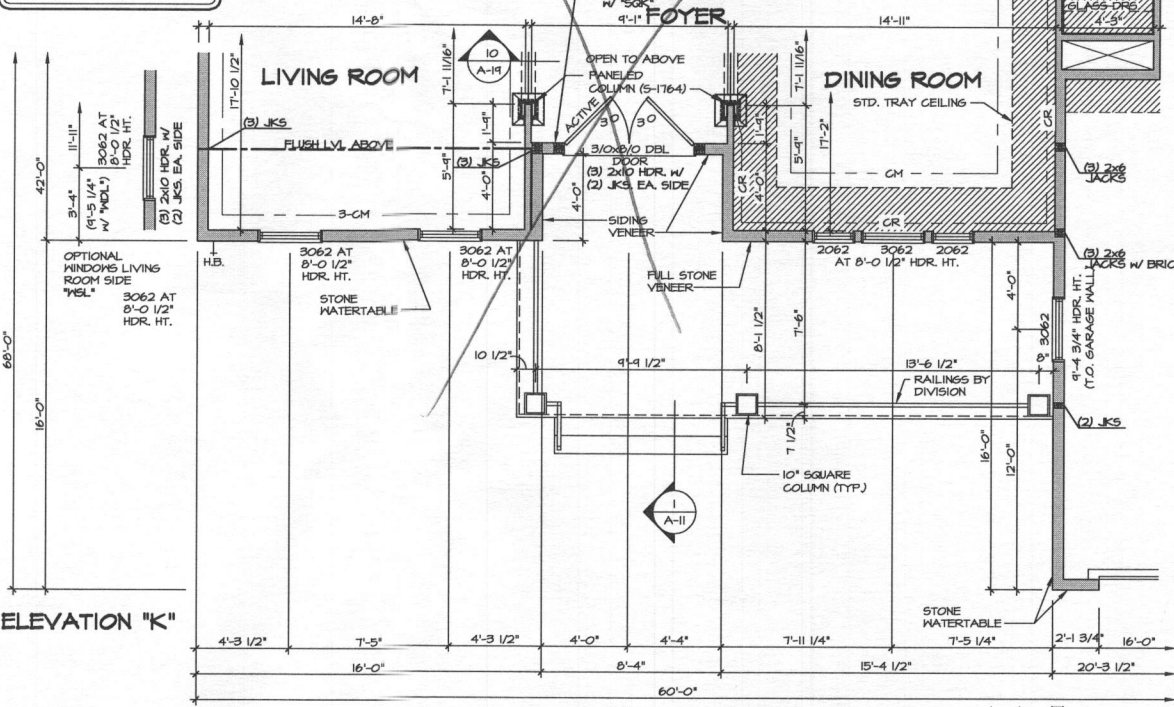 14'-8"
w/ "SGK"
9'-1"
FOYER
14'-11"
GLASS DRS.
4'-3"
10
A-19
OPEN TO ABOVE
PANELED
COLUMN (S-1764)
LIVING ROOM
17'-10 1/2"
7'-1 11/16"
7'-1 11/16"
DINING ROOM
STD. TRAY CEILING
CR
(3) JKS
FLUSH LVL ABOVE
(3) JKS
1'-9"
5'-9"
4'-0"
ACTIVE
3 0
3 0
3/0x8/0 DBL
DOOR
(3) 2x10 HDR. w/
(2) JKS. EA. SIDE
4'-0"
1'-9"
CR
4'-0"
5'-9"
17'-2"
CM
CR
(3) 2x6
JACKS
42'-0"
11'-11"
3'-4"
3062 AT
8'-0 1/2"
HDR. HT.
(9'-5 1/4"
w/ "WDL")
(3) 2x10 HDR. w/
(2) JKS. EA. SIDE
3-CM
SIDING
VENEER
H.B.
3062 AT
8'-0 1/2"
HDR. HT.
3062 AT
8'-0 1/2"
HDR. HT.
STONE
WATERTABLE
FULL STONE
VENEER
2062
3062
2062
AT 8'-0 1/2" HDR. HT.
(3) 2x6
JACKS w/ BRIC
OPTIONAL
WINDOWS LIVING
ROOM SIDE
"WSL"
3062 AT
8'-0 1/2"
HDR. HT.
68'-0"
16'-0"
4'-0"
3062
9'-4 3/4" HDR. HT.
(T.O. GARAGE WALL)
8'-1 1/2"
7'-6"
10 1/2"
9'-9 1/2"
13'-6 1/2"
8"
RAILINGS BY
DIVISION
7 1/2"
(2) JKS
16'-0"
12'-0"
10" SQUARE
COLUMN (TYP.)
1
A-11
ELEVATION "K"
STONE
WATERTABLE
4'-3 1/2"
7'-5"
4'-3 1/2"
4'-0"
4'-4"
7'-11 1/4"
7'-5 1/4"
2'-1 3/4"
16'-0"
16'-0"
8'-4"
15'-4 1/2"
20'-3 1/2"
60'-0"